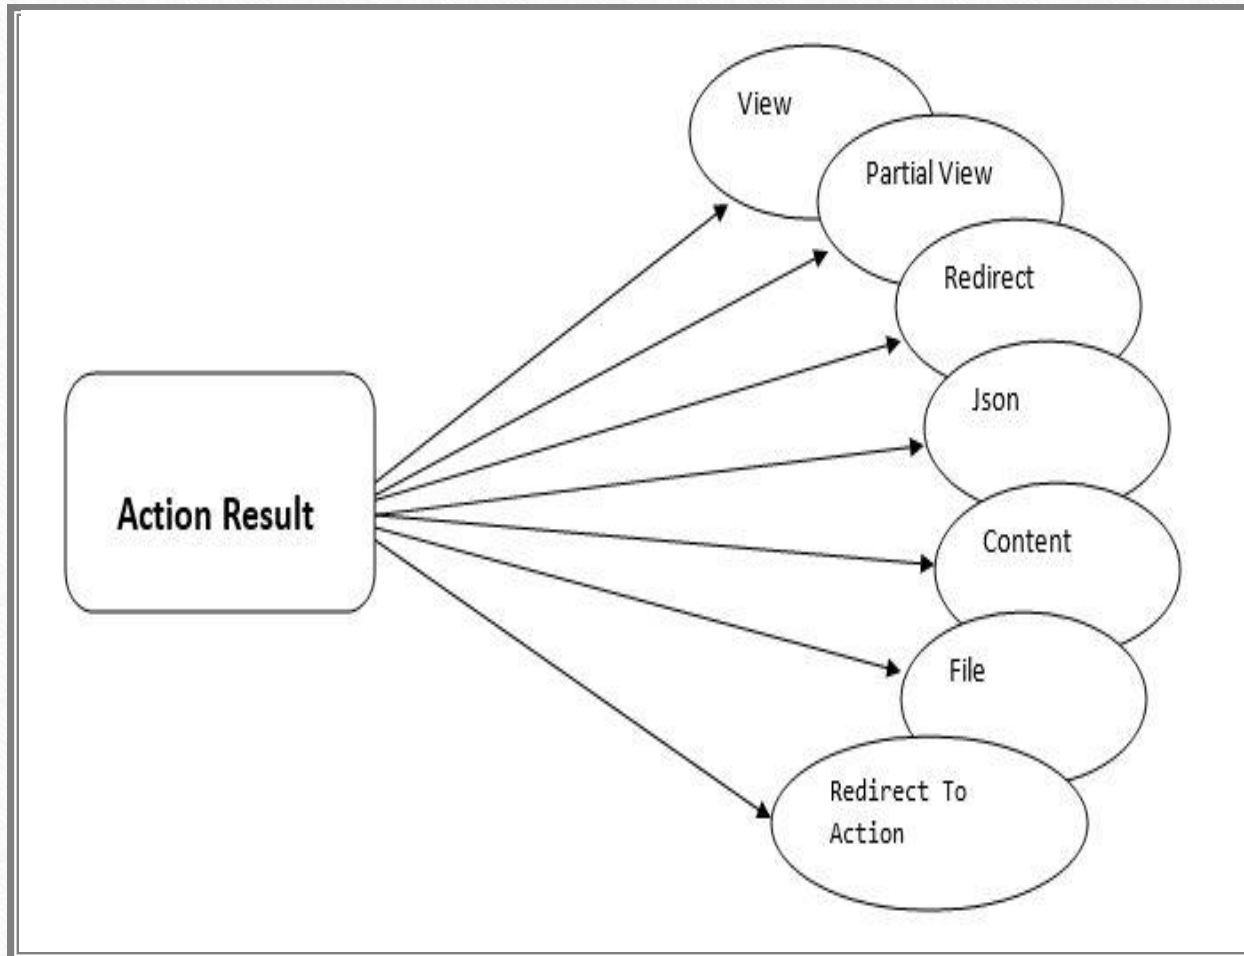 View
Partial View
Redirect
Json
Action Result
Content
File
Redirect To
Action